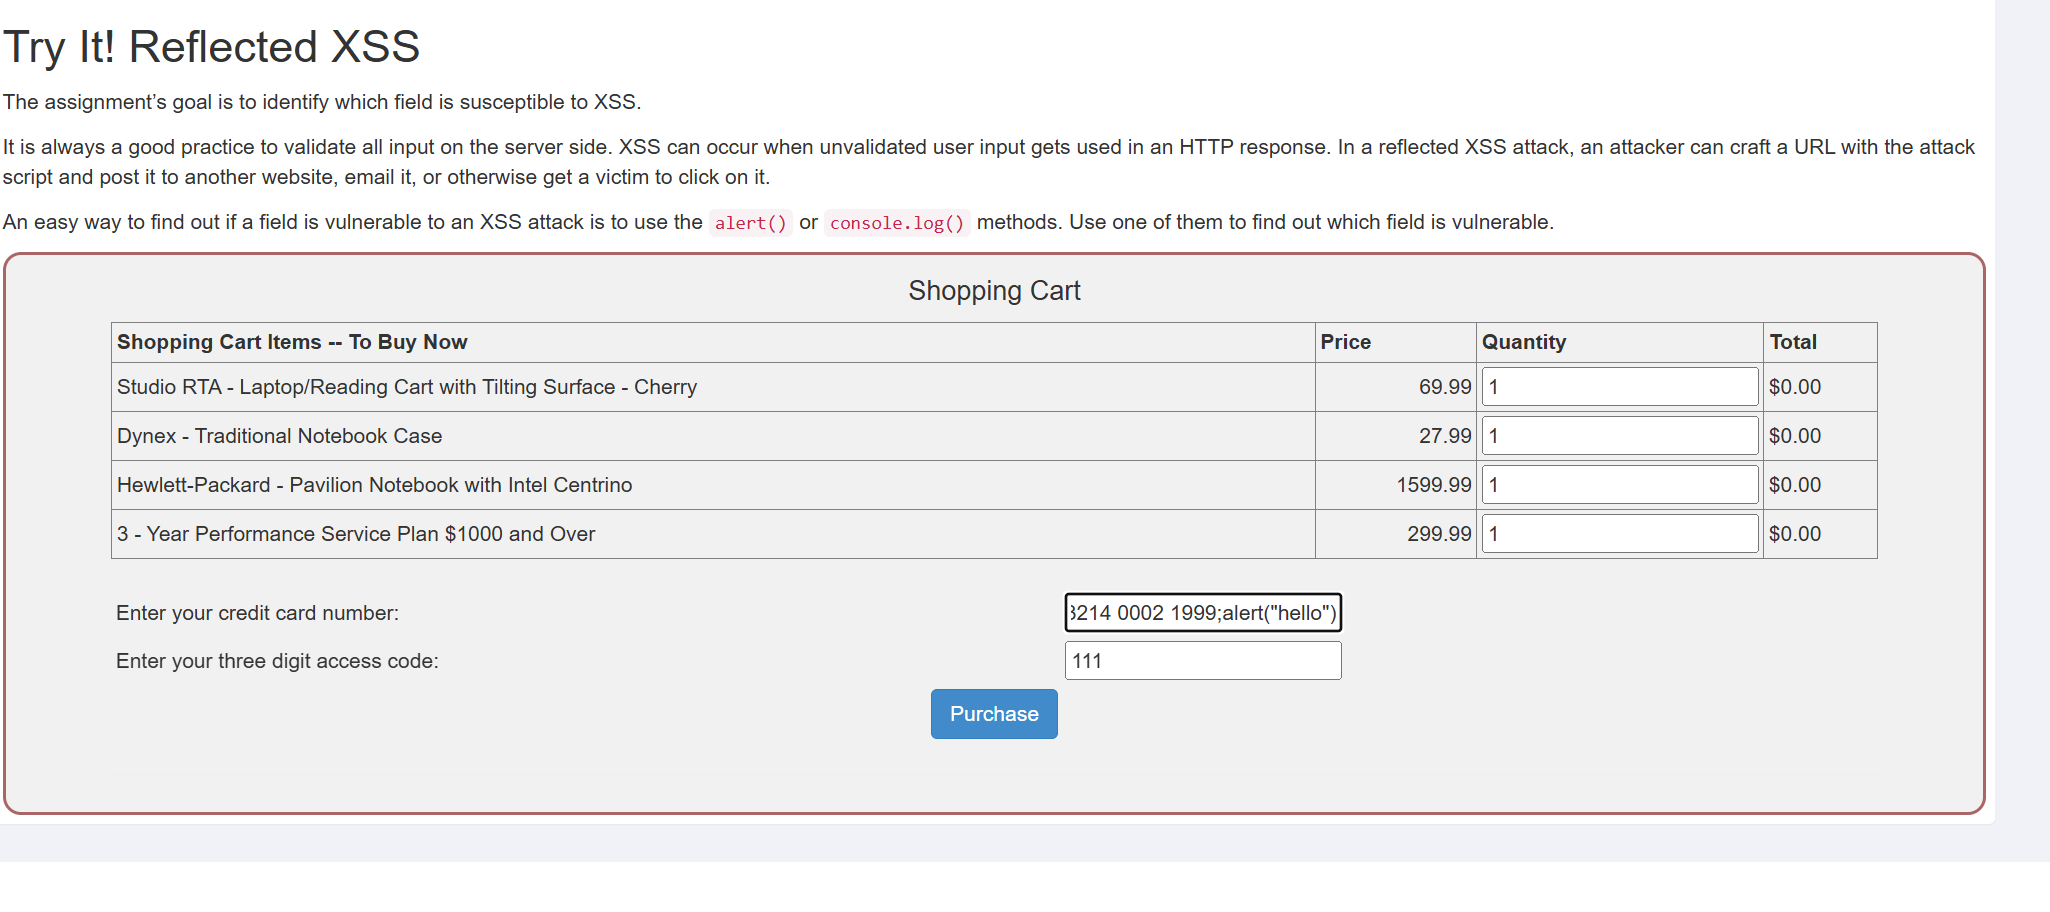 Try It! Reflected XSS
The assignment’s goal is to identify which field is susceptible to XSS.
It is always a good practice to validate all input on the server side. XSS can occur when unvalidated user input gets used in an HTTP response. In a reflected XSS attack, an attacker can craft a URL with the attack
script and post it to another website, email it, or otherwise get a victim to click on it.
An easy way to find out if a field is vulnerable to an XSS attack is to use the alert() or console.log() methods. Use one of them to find out which field is vulnerable.
Shopping Cart
Shopping Cart Items -- To Buy Now Price Quantity Total
Studio RTA - Laptop/Reading Cart with Tilting Surface - Cherry 69.99 1 $0.00
Dynex - Traditional Notebook Case 27.99 1 $0.00
Hewlett-Packard - Pavilion Notebook with Intel Centrino 1599.99 1 $0.00
3 - Year Performance Service Plan $1000 and Over 299.99 1 $0.00
Enter your credit card number: 3214 0002 1999;alert("hello")
Enter your three digit access code: 111
Purchase